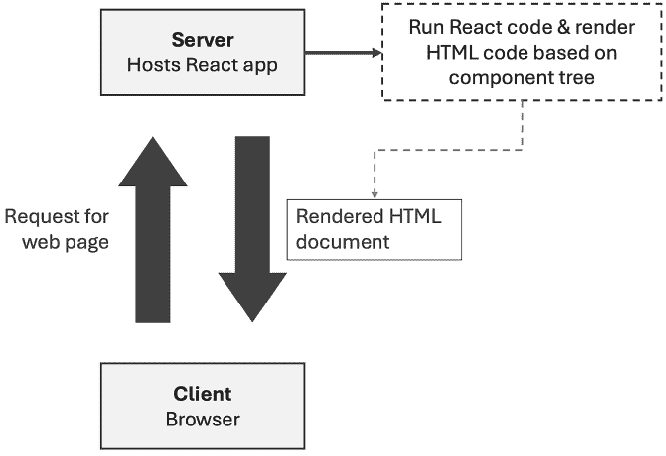 Server
Hosts React app
Run React code & render
HTML code based on
component tree
Request for
web page
Rendered HTML
document
Client
Browser